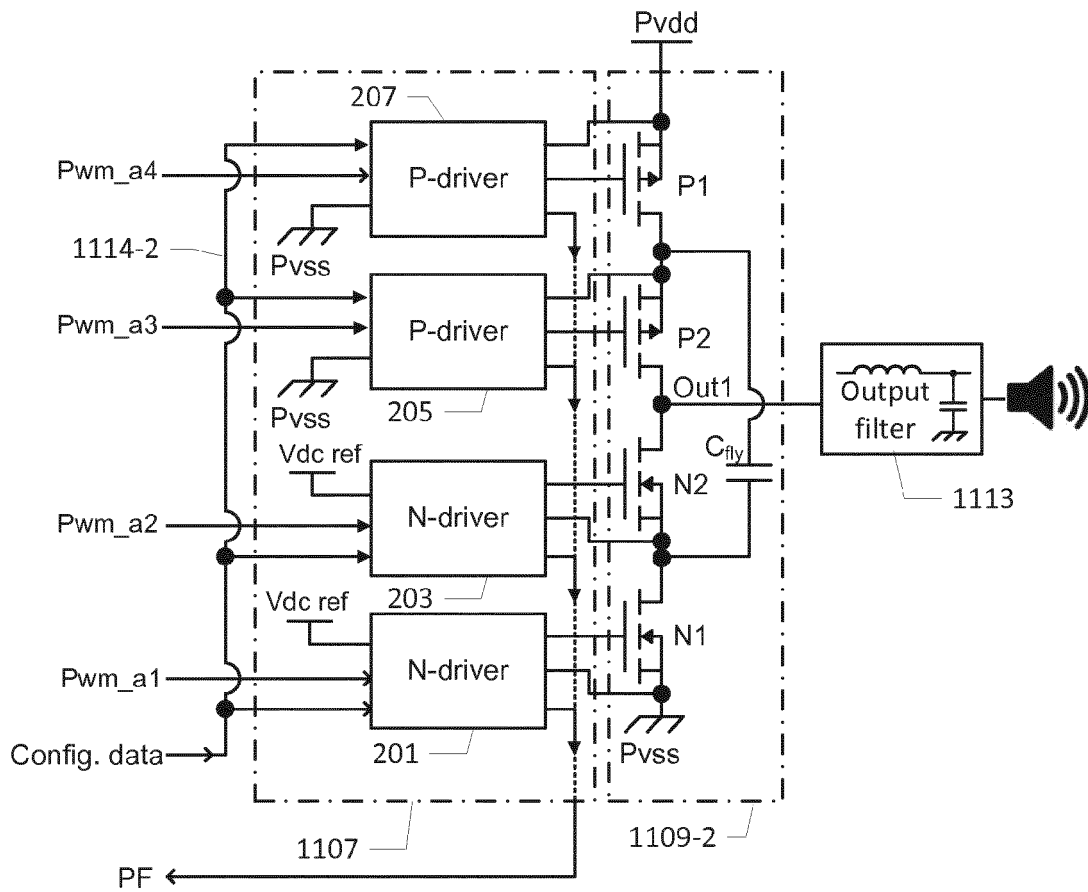 Pvdd
207
Pwm_a4
P-driver
P1
1114-2
Pvss
Pwm_a3
P-driver
P2
Pvss
205
Out1
Output
filter
Vdc ref
Cfly
1113
N2
Pwm_a2
N-driver
203
Vdc ref
N1
Pwm_a1
N-driver
201
Pvss
Config. data
1107
1109-2
PF